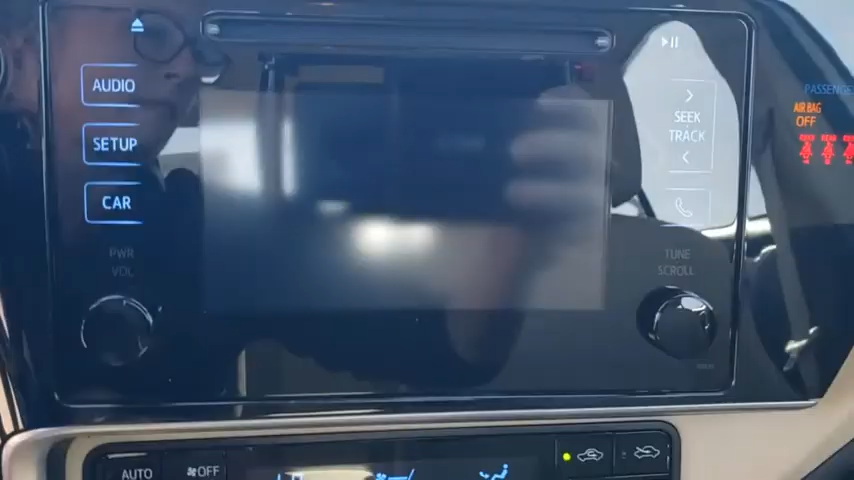 AUDIO
SETUP
CAR
PWR
VOL
SEEK
TRACK
TUNE
SCROLL
PASSENGER
AIR BAG
OFF
AUTO
OFF